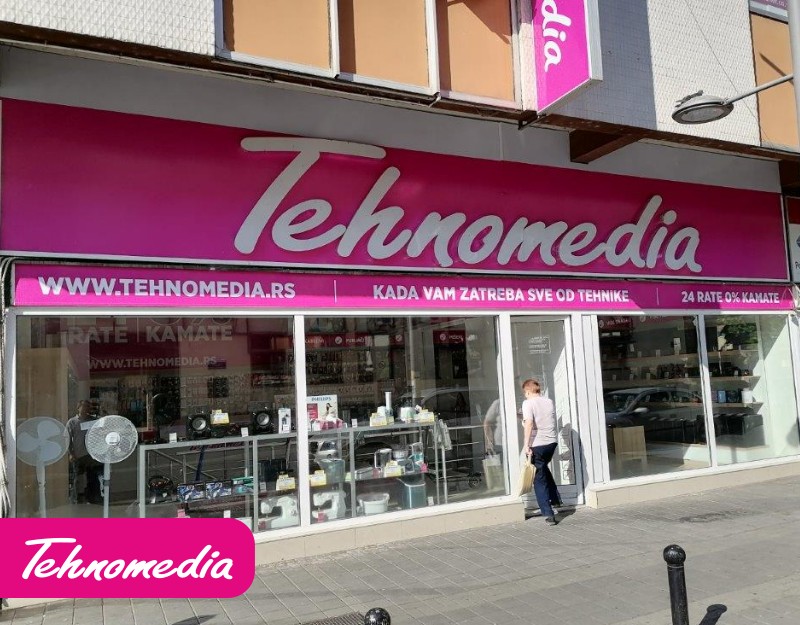 dia
Tehnomedia
WWW.TEHNOMEDIA.RS
KADA VAM ZATREBA SVE OD TEHNIKE
24 RATE 0% KAMATE
RATE | KAMATE
WWW.TEHNOMEDIA.RS
PHILIPS
Tehnomedia